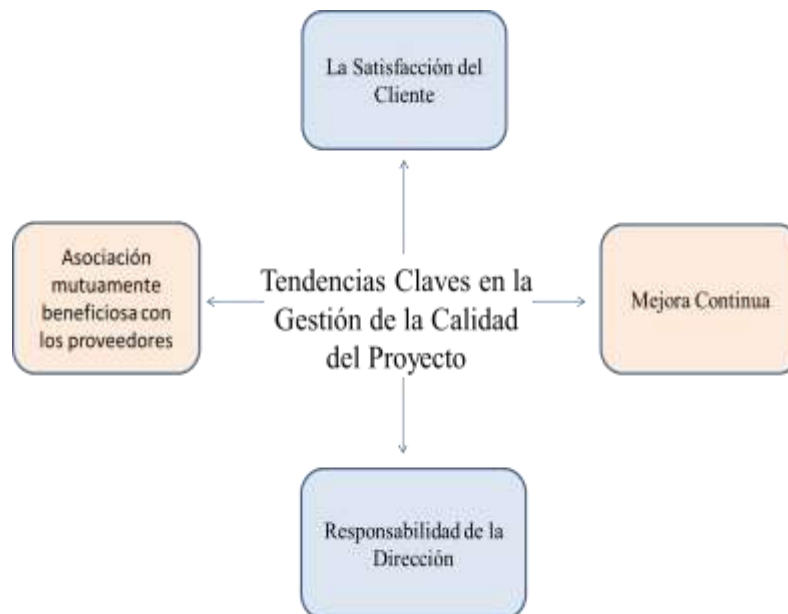 La Satisfacción del
Cliente
Asociación
mutuamente
beneficiosa con
los proveedores
Tendencias Claves en la
Gestión de la Calidad
del Proyecto
Mejora Continua
Responsabilidad de la
Dirección